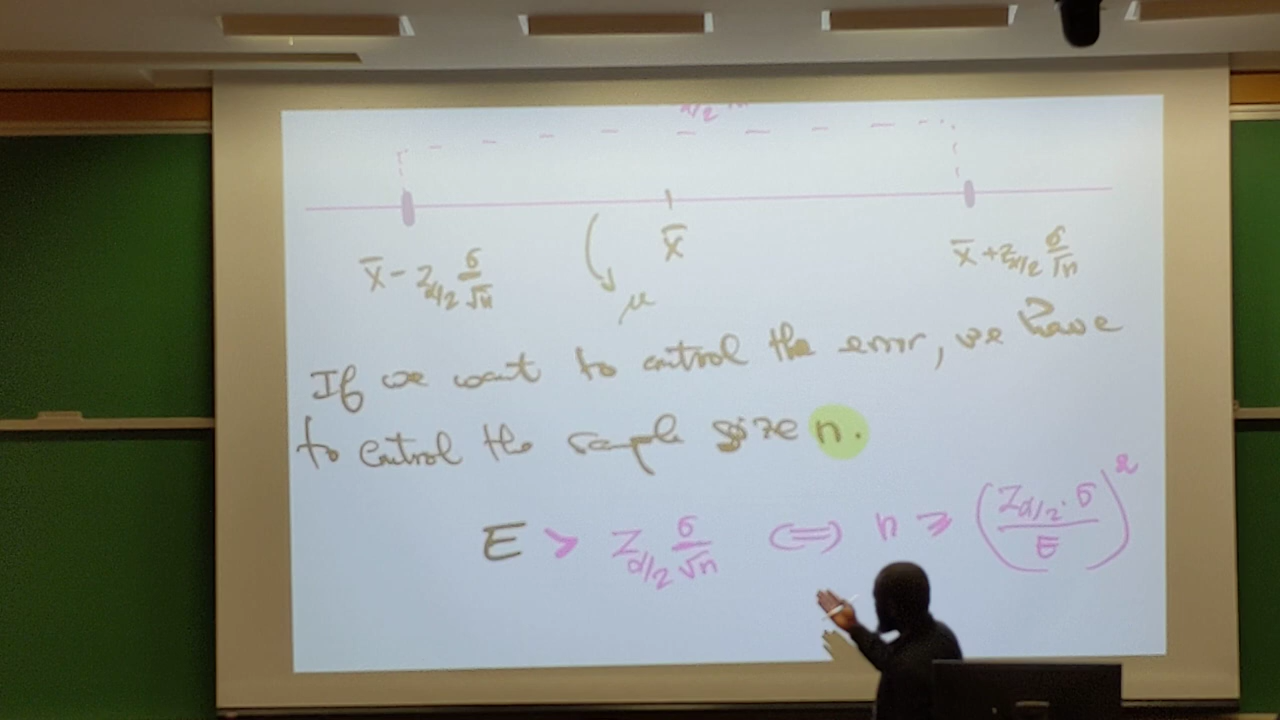 α/2
x̄ - z_{α/2} σ/√n
x̄
x̄ + z_{α/2} σ/√n
μ
If we want to control the error, we have
to control the sample size n.
E > Z_{α/2} σ/√n ⟺ n ≥ (Z_{α/2} · σ / E)²